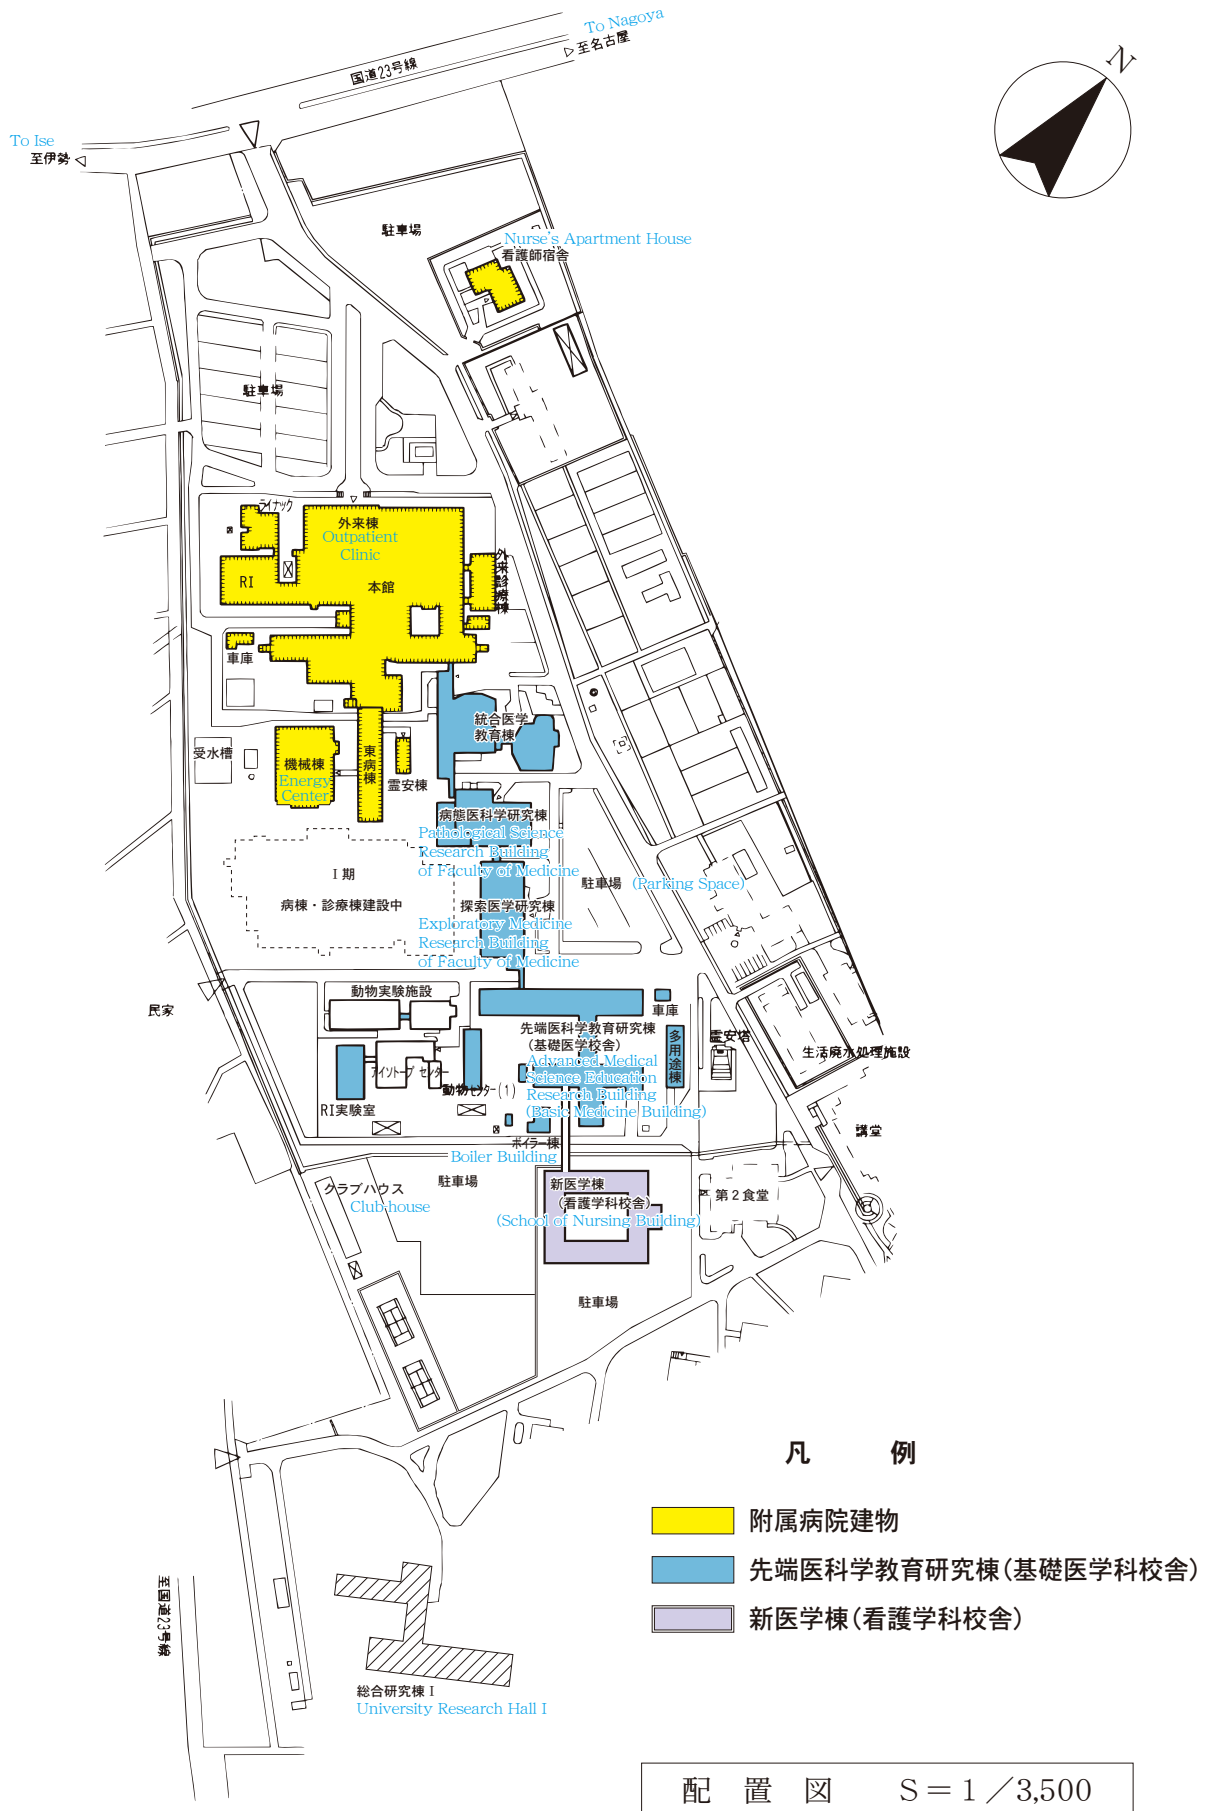 To Nagoya
至名古屋
国道23号線
N
To Ise
至伊勢
駐車場
Nurse's Apartment House
看護師宿舎
駐車場
ライナック
外来棟
Outpatient
Clinic
外来診療棟
RI
本館
車庫
統合医学
教育棟
受水槽
機械棟
Energy
Center
東病棟
霊安棟
病態医科学研究棟
Pathological Science
Research Building
of Faculty of Medicine
Ⅰ期
病棟・診療棟建設中
駐車場 (Parking Space)
探索医学研究棟
Exploratory Medicine
Research Building
of Faculty of Medicine
民家
動物実験施設
車庫
先端医科学教育研究棟
(基礎医学校舎)
Advanced Medical
Science Education
Research Building
(Basic Medicine Building)
多用途棟
霊安塔
生活廃水処理施設
アイソトープ センター
動物センター(1)
RI実験室
講堂
ボイラー棟
Boiler Building
クラブハウス
Club-house
駐車場
新医学棟
(看護学科校舎)
(School of Nursing Building)
第2食堂
駐車場
凡 例
附属病院建物
先端医科学教育研究棟(基礎医学科校舎)
新医学棟(看護学科校舎)
至国道23号線
総合研究棟Ⅰ
University Research Hall I
配 置 図 S=1/3,500